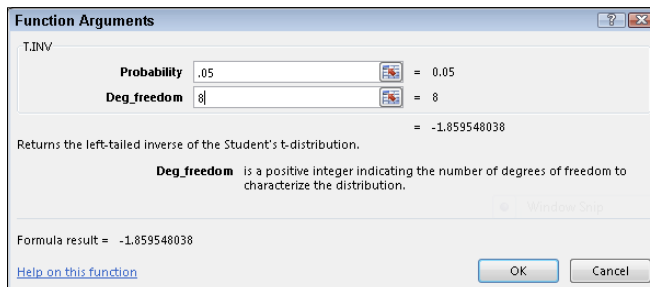 Function Arguments
T.INV
Probability .05 = 0.05
Deg_freedom 8 = 8
= -1.859548038
Returns the left-tailed inverse of the Student's t-distribution.
Deg_freedom is a positive integer indicating the number of degrees of freedom to
characterize the distribution.
Window Snip
Formula result = -1.859548038
Help on this function
OK Cancel